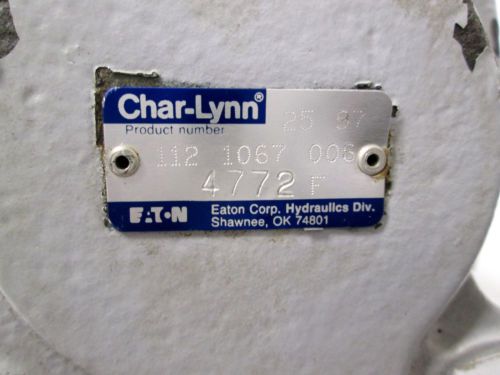 Char-Lynn®
25 87
Product number
112 1067 006
4772 F
EATON Eaton Corp. Hydraulics Div.
Shawnee, OK 74801